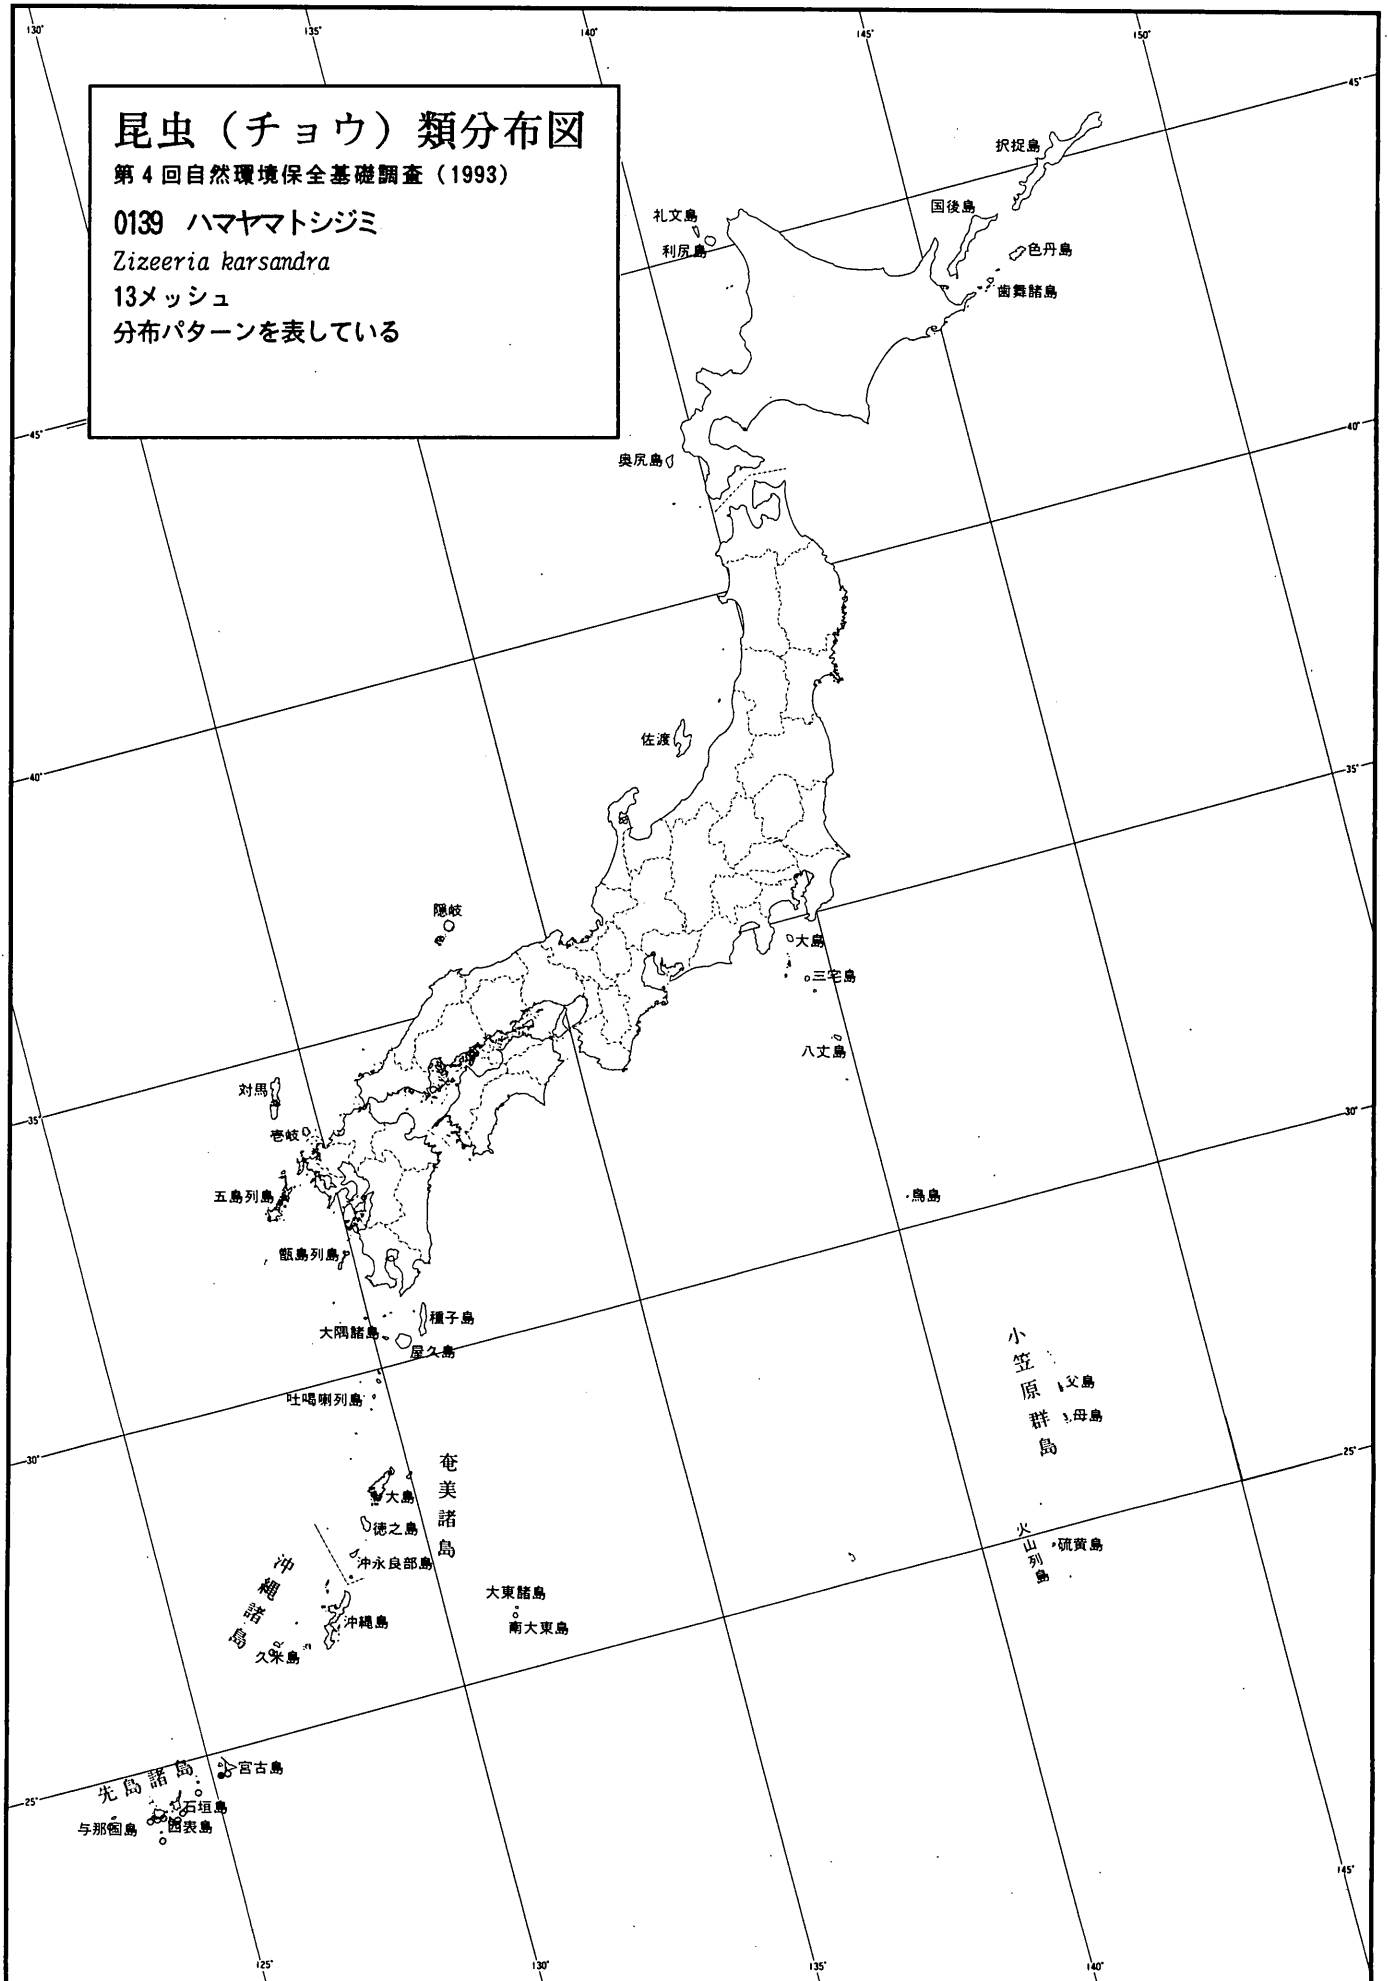 130°
135°
140°
145°
150°
昆虫（チョウ）類分布図
第４回自然環境保全基礎調査（1993）
0139　ハマヤマトシジミ
Zizeeria karsandra
13メッシュ
分布パターンを表している
45°
択捉島
国後島
色丹島
歯舞諸島
礼文島
利尻島
45°
40°
奥尻島
佐渡
40°
35°
隠岐
大島
三宅島
八丈島
対馬
壱岐
35°
30°
五島列島
鳥島
甑島列島
種子島
大隅諸島
屋久島
吐喝喇列島
小笠原群島
父島
母島
30°
25°
奄美諸島
大島
徳之島
沖永良部島
火山列島
硫黄島
沖縄諸島
沖縄島
久米島
大東諸島
南大東島
先島諸島
宮古島
石垣島
西表島
与那国島
25°
145°
125°
130°
135°
140°